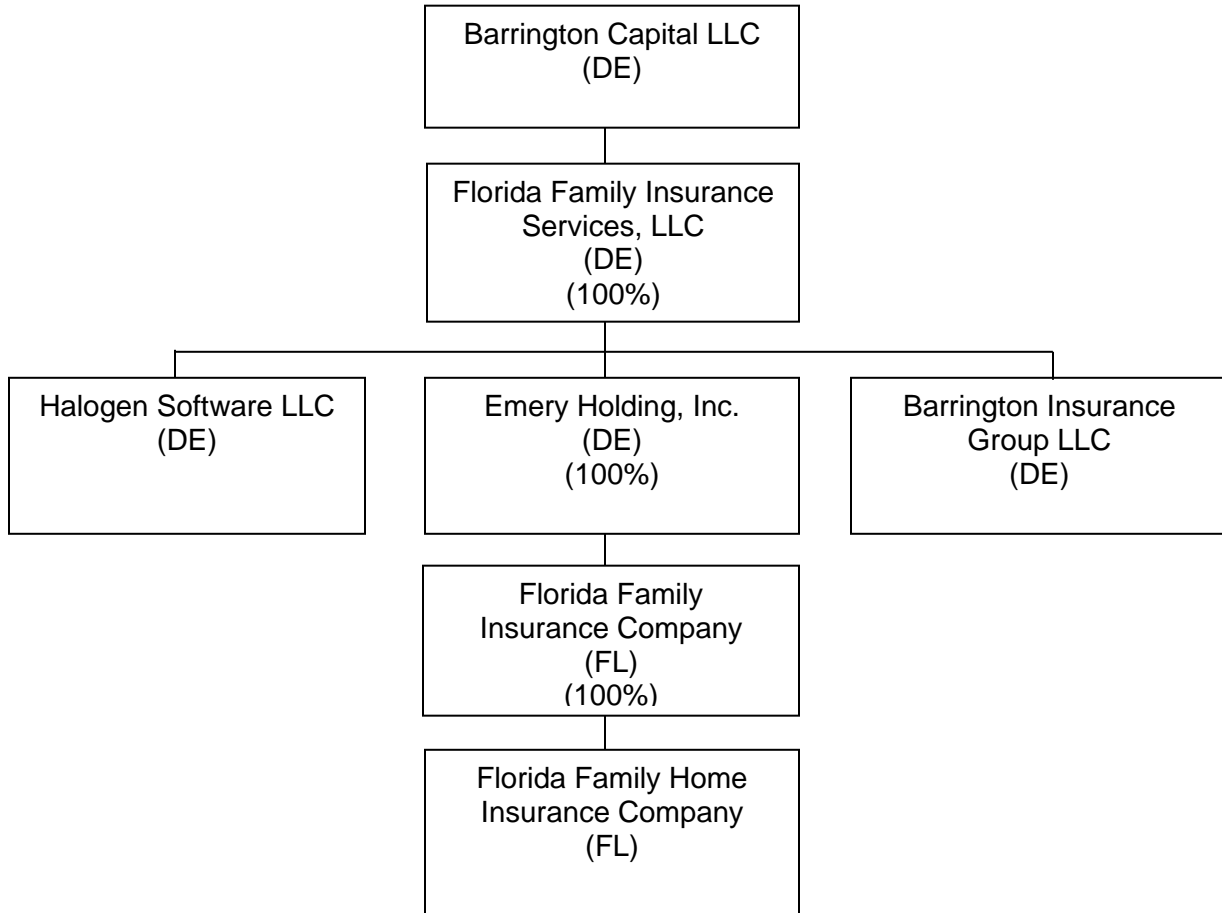 Barrington Capital LLC
(DE)
Florida Family Insurance
Services, LLC
(DE)
(100%)
Halogen Software LLC
(DE)
Emery Holding, Inc.
(DE)
(100%)
Barrington Insurance
Group LLC
(DE)
Florida Family
Insurance Company
(FL)
(100%)
Florida Family Home
Insurance Company
(FL)